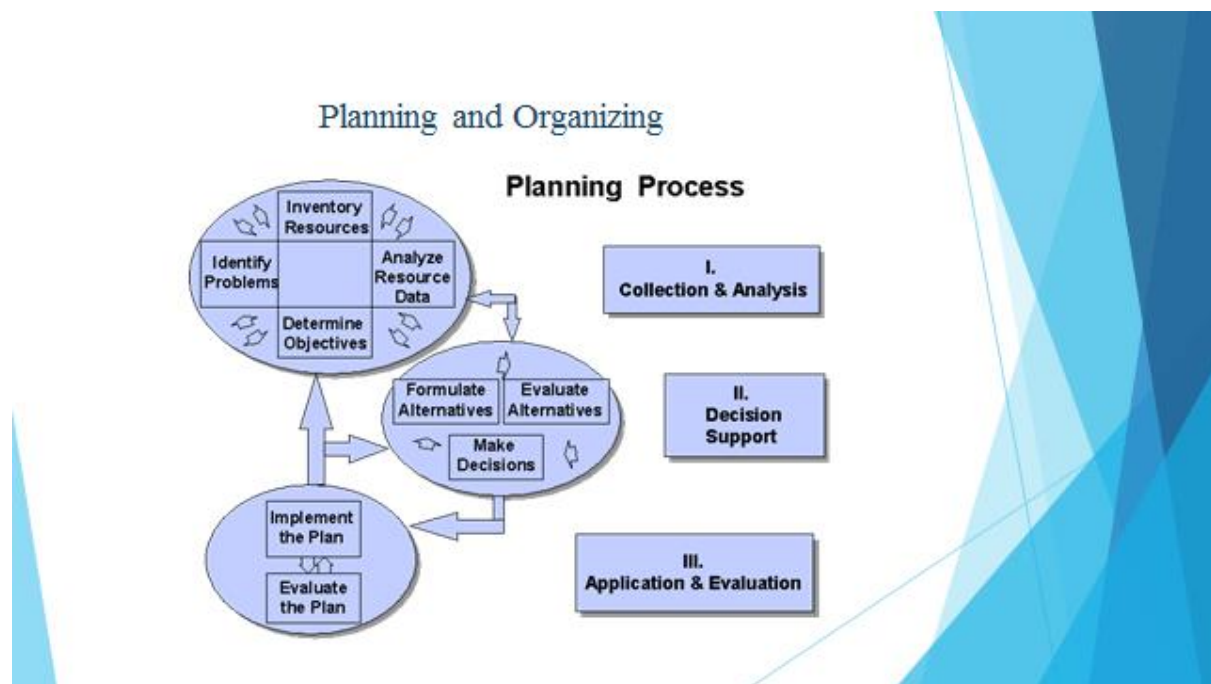 Planning and Organizing
Planning Process
Inventory
Resources
Identify
Problems
Analyze
Resource
Data
Determine
Objectives
I.
Collection & Analysis
Formulate
Alternatives
Evaluate
Alternatives
Make
Decisions
II.
Decision
Support
Implement
the Plan
Evaluate
the Plan
III.
Application & Evaluation